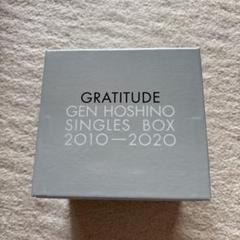 GRATITUDE
GEN HOSHINO
SINGLES BOX
2010—2020